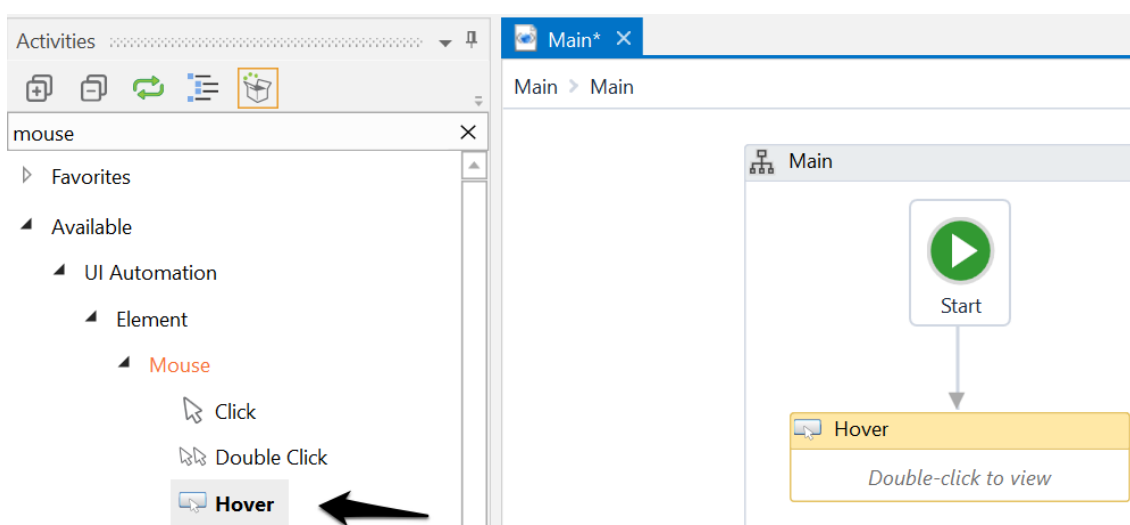 Activities
mouse
Favorites
Available
UI Automation
Element
Mouse
Click
Double Click
Hover
Main*
Main > Main
Main
Start
Hover
Double-click to view